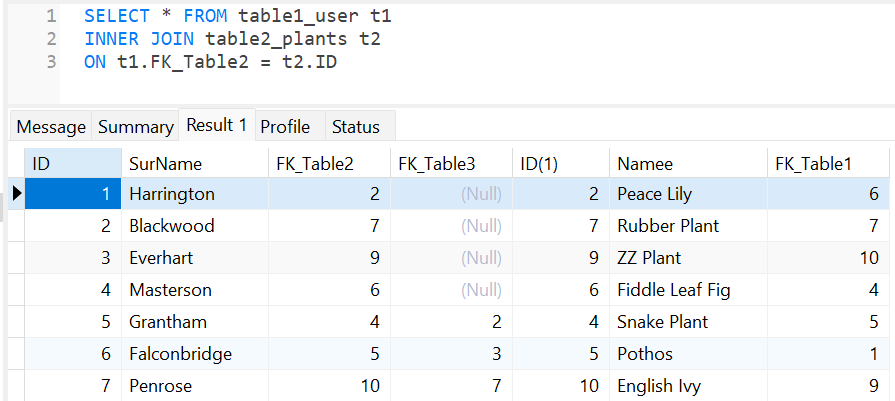 1 SELECT * FROM table1_user t1
2 INNER JOIN table2_plants t2
3 ON t1.FK_Table2 = t2.ID
Message Summary Result 1 Profile Status
ID SurName FK_Table2 FK_Table3 ID(1) Namee FK_Table1
1 Harrington 2 (Null) 2 Peace Lily 6
2 Blackwood 7 (Null) 7 Rubber Plant 7
3 Everhart 9 (Null) 9 ZZ Plant 10
4 Masterson 6 (Null) 6 Fiddle Leaf Fig 4
5 Grantham 4 2 4 Snake Plant 5
6 Falconbridge 5 3 5 Pothos 1
7 Penrose 10 7 10 English Ivy 9